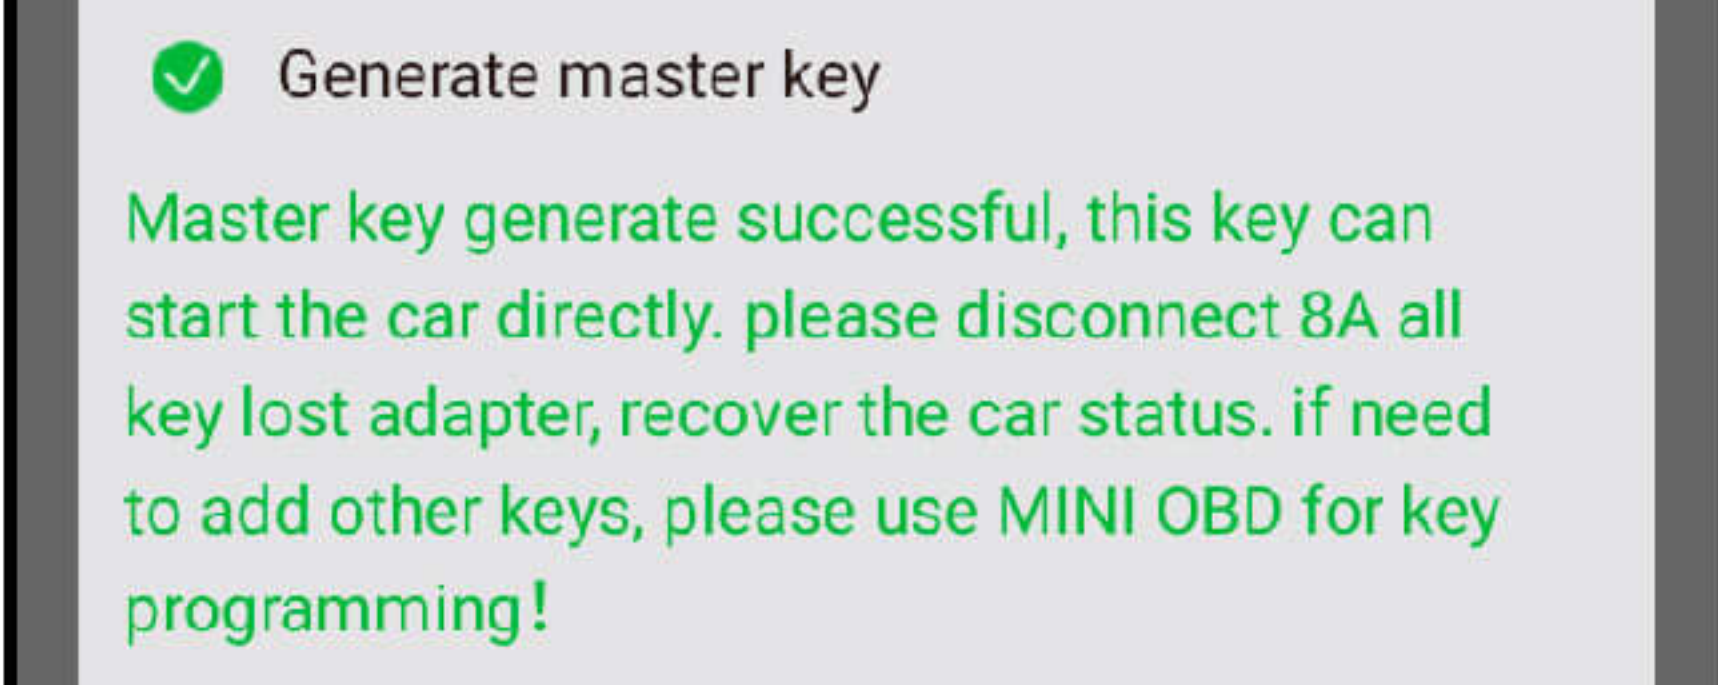 Generate master key
Master key generate successful, this key can
start the car directly. please disconnect 8A all
key lost adapter, recover the car status. if need
to add other keys, please use MINI OBD for key
programming!